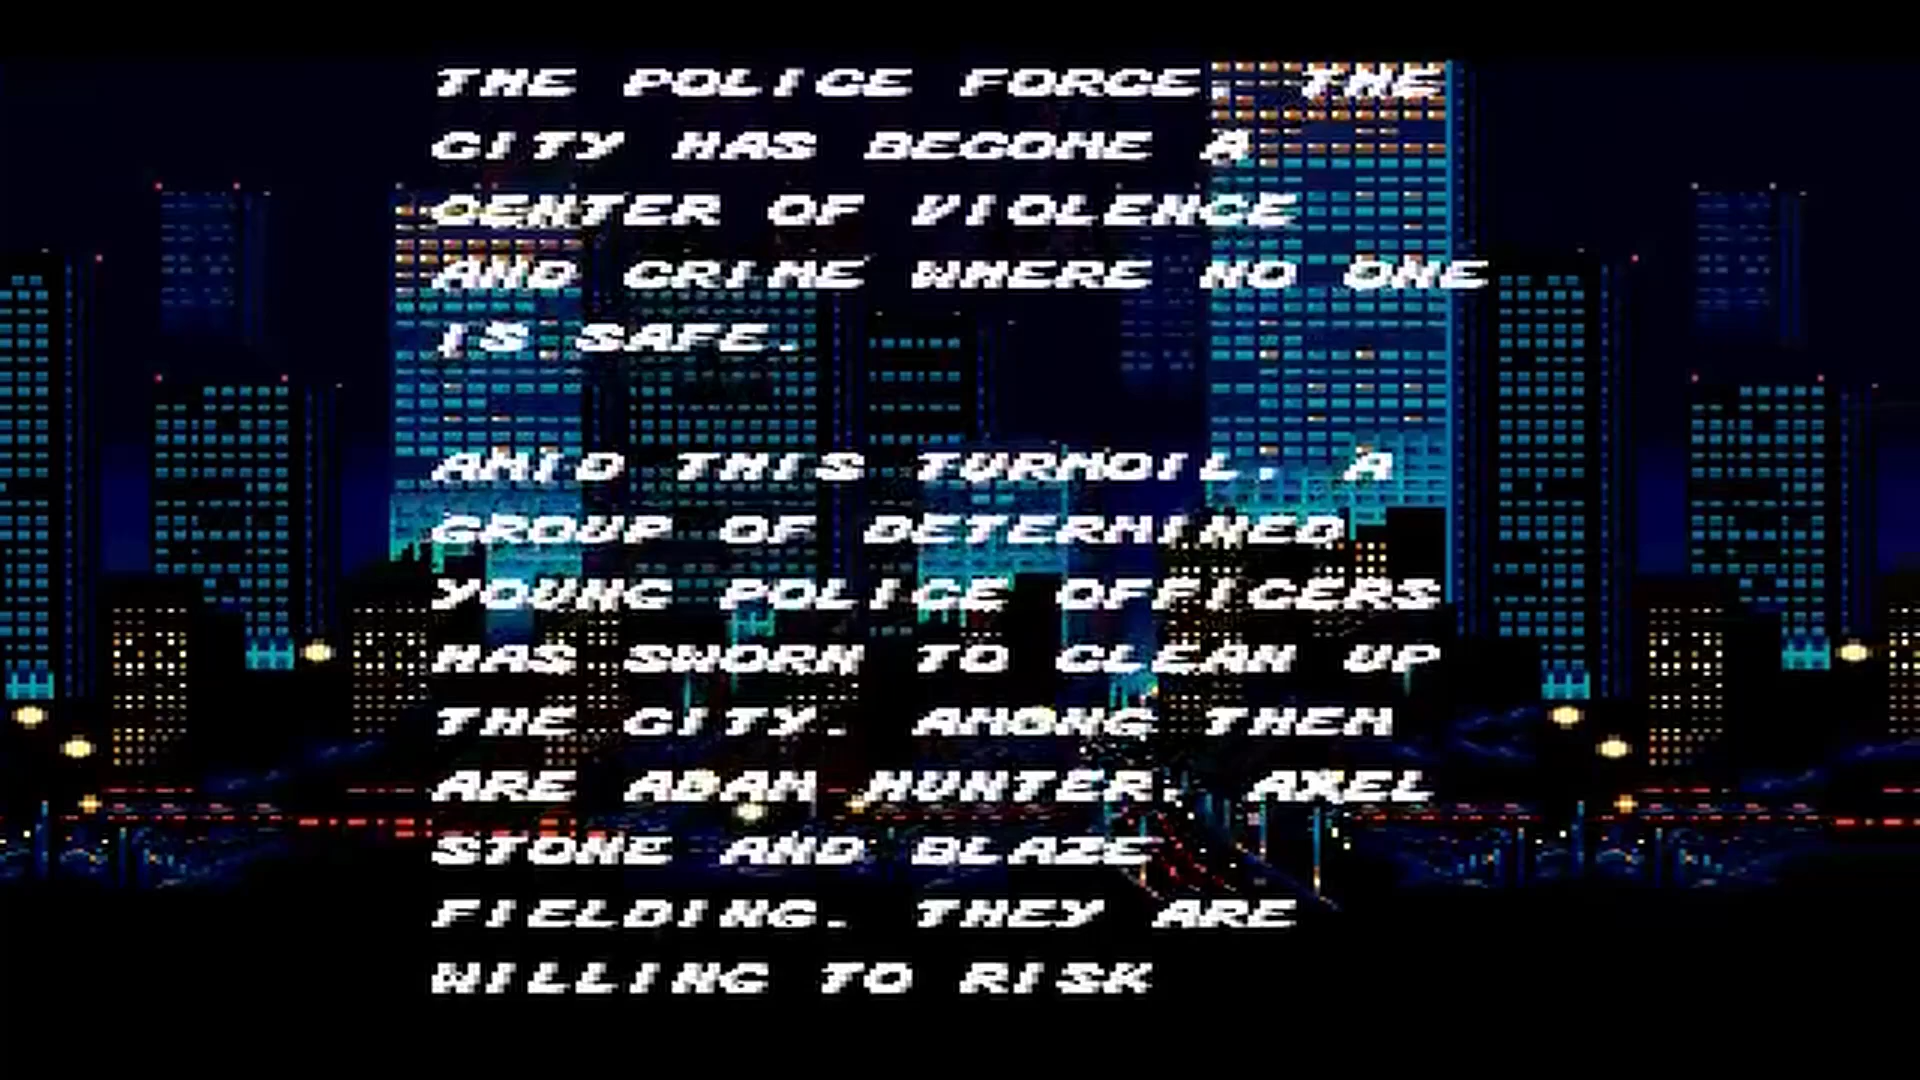 THE POLICE FORCE. THE
CITY HAS BECOME A
CENTER OF VIOLENCE
AND CRIME WHERE NO ONE
IS SAFE.
AMID THIS TURMOIL, A
GROUP OF DETERMINED
YOUNG POLICE OFFICERS
HAS SWORN TO CLEAN UP
THE CITY. AMONG THEM
ARE ADAM HUNTER, AXEL
STONE AND BLAZE
FIELDING. THEY ARE
WILLING TO RISK